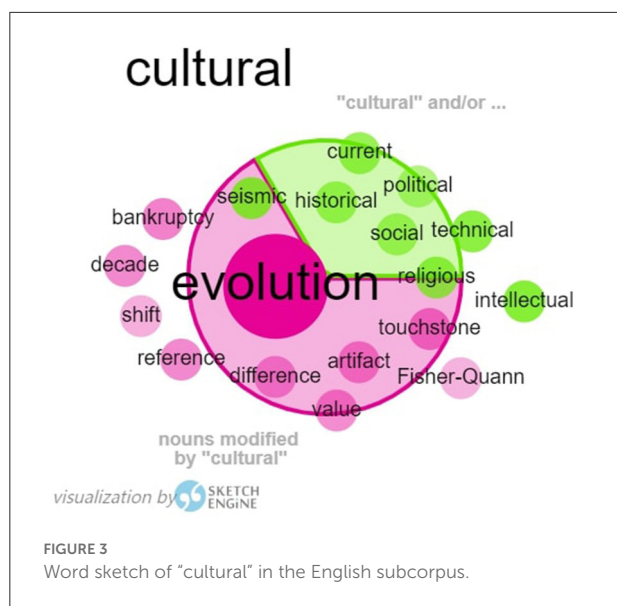 cultural
"cultural" and/or ...
current
political
seismic
historical
bankruptcy
social
technical
decade
evolution
religious
intellectual
shift
touchstone
reference
artifact
difference
Fisner-Quann
value
nouns modified
by "cultural"
visualization by SKETCH
ENGINE
FIGURE 3
Word sketch of “cultural” in the English subcorpus.